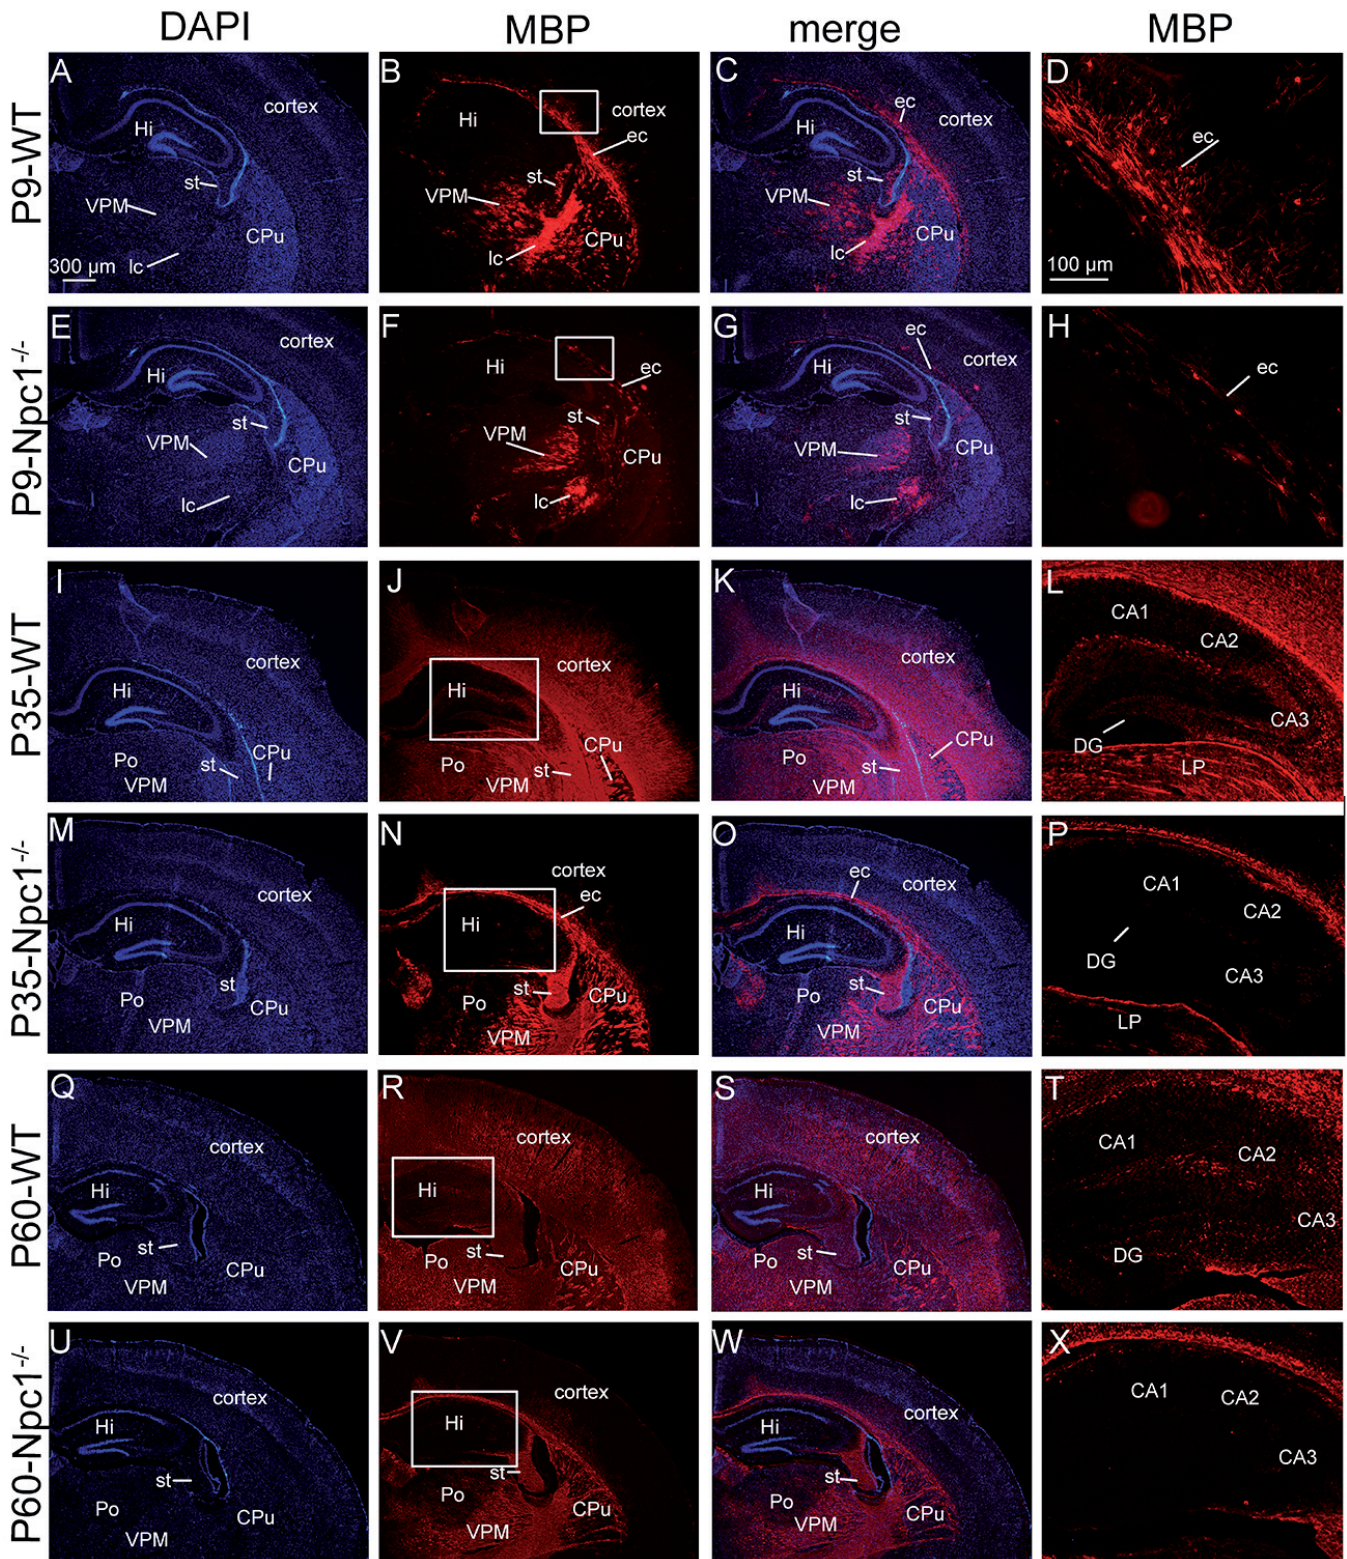 DAPI MBP merge MBP
P9-WT
A cortex Hi st VPM CPu lc 300 µm
B cortex Hi ec st VPM CPu lc
C ec cortex Hi st VPM CPu lc
D ec 100 µm
P9-Npc1-/-
E cortex Hi st VPM CPu lc
F Hi ec st VPM CPu lc
G ec cortex Hi st VPM CPu lc
H ec
P35-WT
I cortex Hi CPu Po st VPM
J cortex Hi CPu Po st VPM
K cortex Hi CPu Po st VPM
L CA1 CA2 CA3 DG LP
P35-Npc1-/-
M cortex Hi st Po CPu VPM
N cortex ec Hi st Po CPu VPM
O ec cortex Hi st Po CPu VPM
P CA1 CA2 DG CA3 LP
P60-WT
Q cortex Hi st Po CPu VPM
R cortex Hi st Po CPu VPM
S cortex Hi st Po CPu VPM
T CA1 CA2 CA3 DG
P60-Npc1-/-
U cortex Hi st Po CPu VPM
V cortex Hi st Po CPu VPM
W cortex Hi st Po CPu VPM
X CA1 CA2 CA3